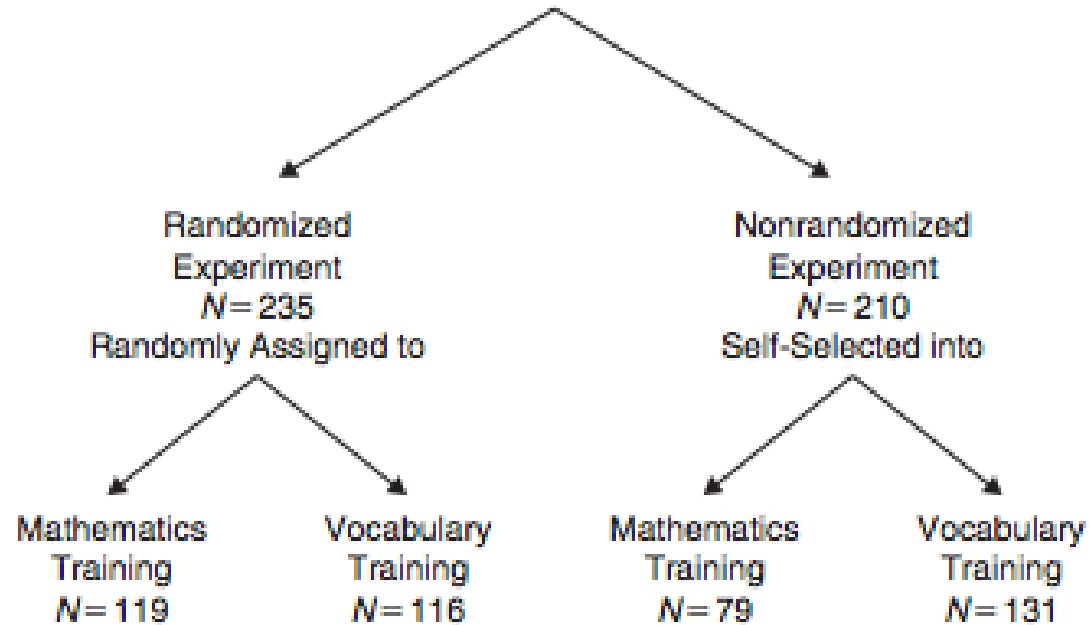 Randomized
Experiment
N=235
Randomly Assigned to
Nonrandomized
Experiment
N=210
Self-Selected into
Mathematics
Training
N=119
Vocabulary
Training
N=116
Mathematics
Training
N=79
Vocabulary
Training
N=131